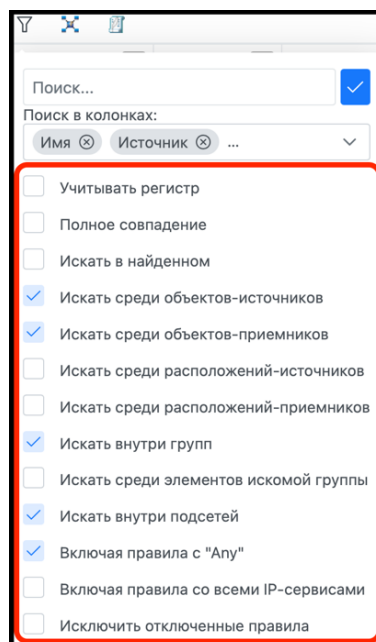 Поиск...
Поиск в колонках:
Имя Источник ...
Учитывать регистр
Полное совпадение
Искать в найденном
Искать среди объектов-источников
Искать среди объектов-приемников
Искать среди расположений-источников
Искать среди расположений-приемников
Искать внутри групп
Искать среди элементов искомой группы
Искать внутри подсетей
Включая правила с "Any"
Включая правила со всеми IP-сервисами
Исключить отключенные правила